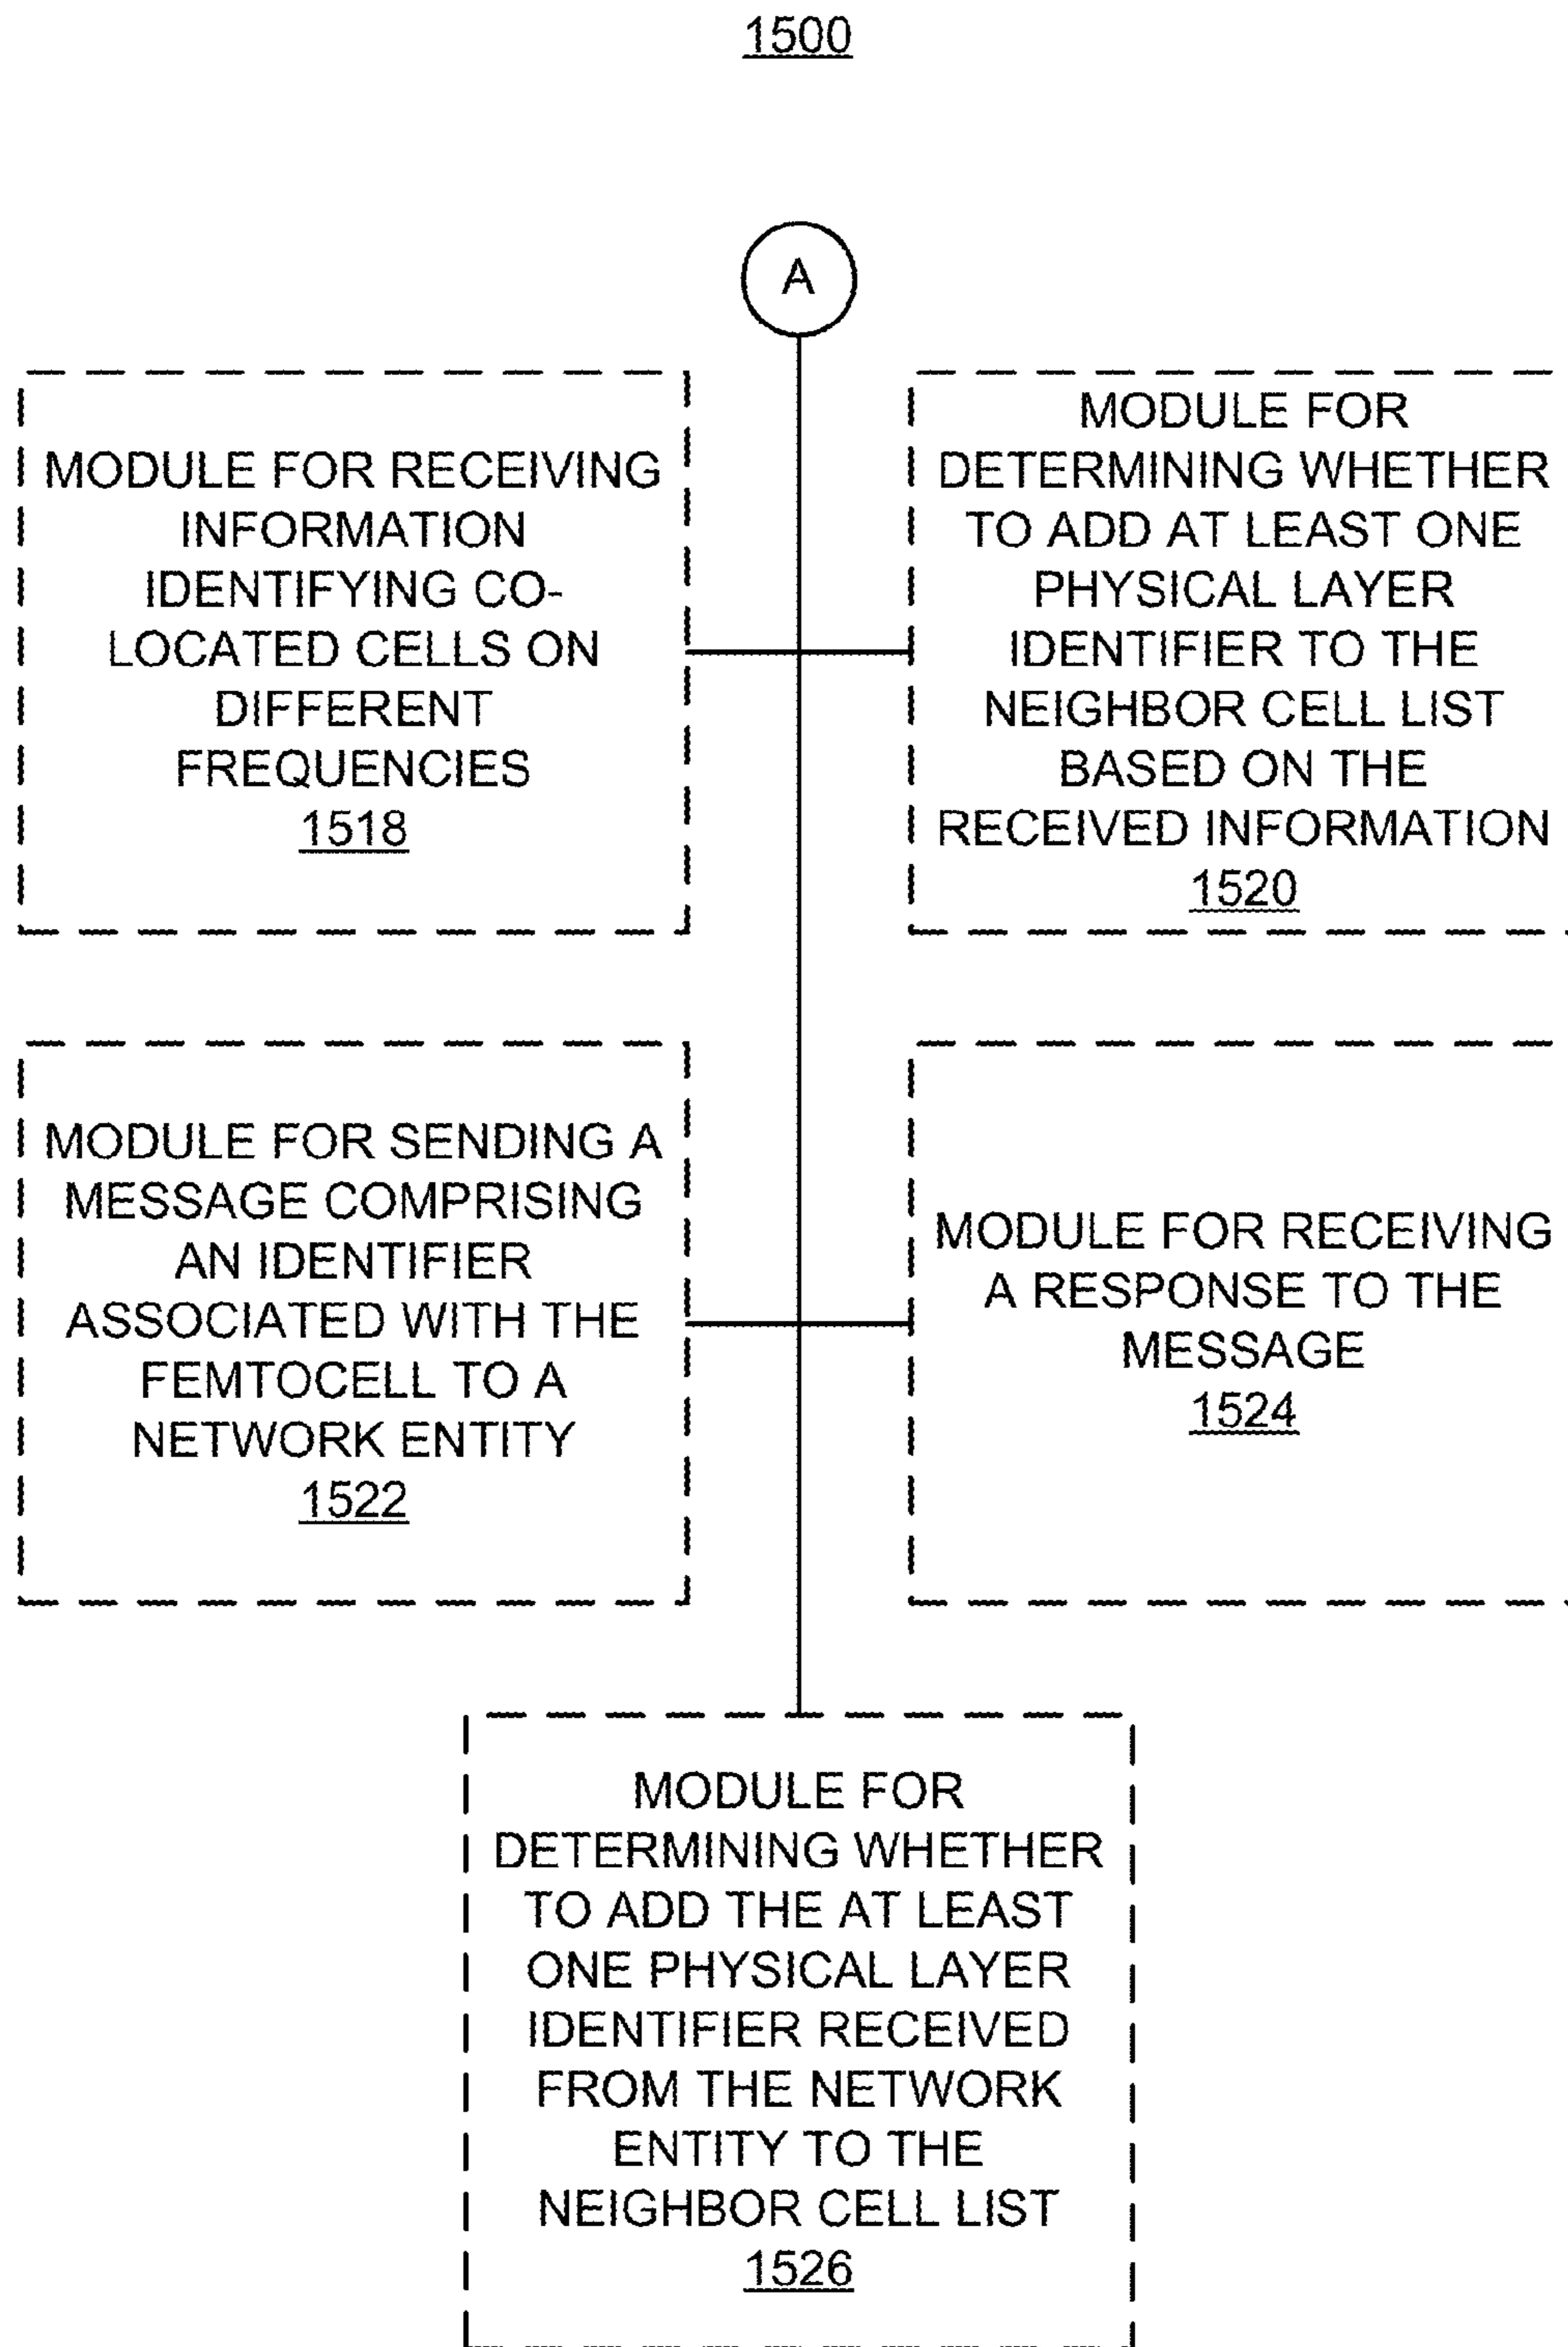 1500
A
MODULE FOR RECEIVING
INFORMATION
IDENTIFYING CO-
LOCATED CELLS ON
DIFFERENT
FREQUENCIES
1518
MODULE FOR
DETERMINING WHETHER
TO ADD AT LEAST ONE
PHYSICAL LAYER
IDENTIFIER TO THE
NEIGHBOR CELL LIST
BASED ON THE
RECEIVED INFORMATION
1520
MODULE FOR SENDING A
MESSAGE COMPRISING
AN IDENTIFIER
ASSOCIATED WITH THE
FEMTOCELL TO A
NETWORK ENTITY
1522
MODULE FOR RECEIVING
A RESPONSE TO THE
MESSAGE
1524
MODULE FOR
DETERMINING WHETHER
TO ADD THE AT LEAST
ONE PHYSICAL LAYER
IDENTIFIER RECEIVED
FROM THE NETWORK
ENTITY TO THE
NEIGHBOR CELL LIST
1526